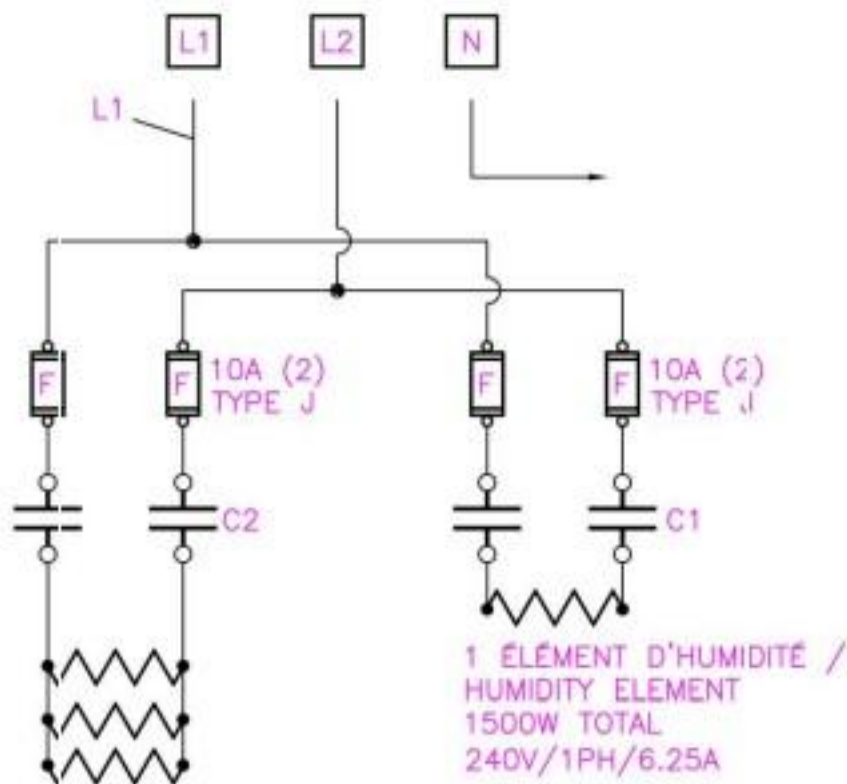 L1 L2 N
L1
F F 10A (2) F F 10A (2)
TYPE J TYPE J
C2 C1
1 ÉLÉMENT D'HUMIDITÉ /
HUMIDITY ELEMENT
1500W TOTAL
240V/1PH/6.25A